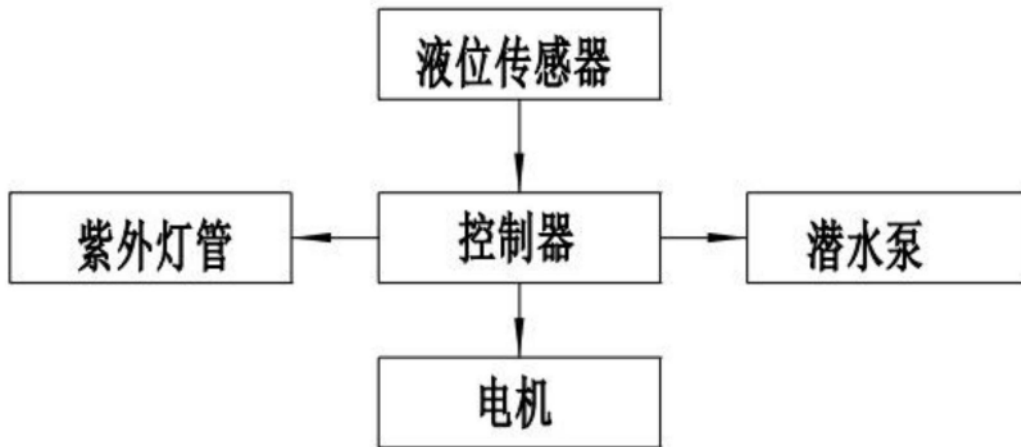 液位传感器
紫外灯管
控制器
潜水泵
电机